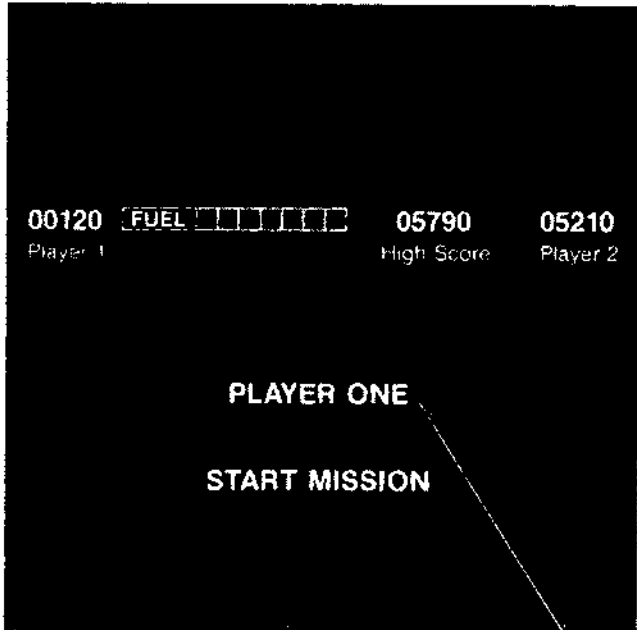 00120 FUEL 05790 05210
Player 1 High Score Player 2
PLAYER ONE
START MISSION